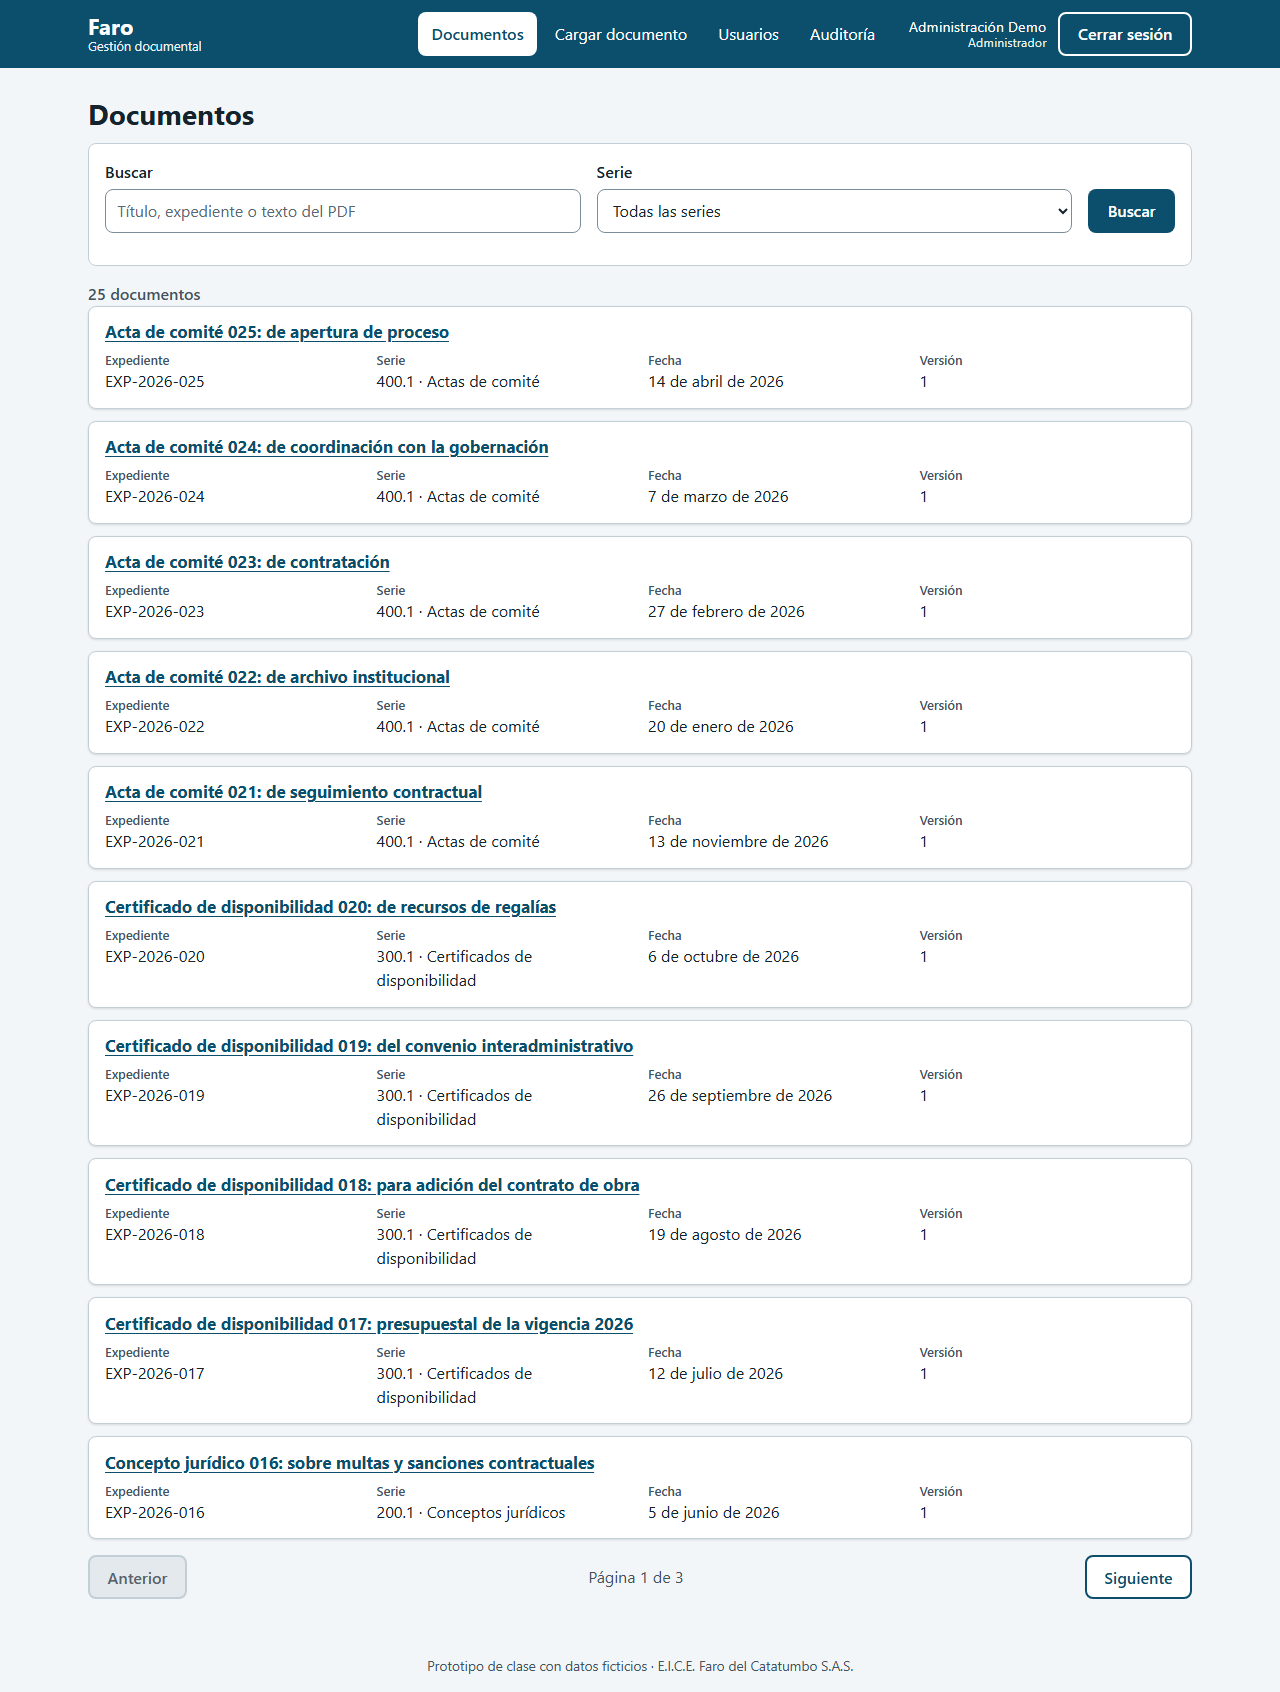 Faro
Gestión documental
Documentos
Cargar documento
Usuarios
Auditoría
Administración Demo
Administrador
Cerrar sesión
Documentos
Buscar
Serie
Título, expediente o texto del PDF
Todas las series
Buscar
25 documentos
Acta de comité 025: de apertura de proceso
Expediente Serie Fecha Versión
EXP-2026-025 400.1 · Actas de comité 14 de abril de 2026 1
Acta de comité 024: de coordinación con la gobernación
Expediente Serie Fecha Versión
EXP-2026-024 400.1 · Actas de comité 7 de marzo de 2026 1
Acta de comité 023: de contratación
Expediente Serie Fecha Versión
EXP-2026-023 400.1 · Actas de comité 27 de febrero de 2026 1
Acta de comité 022: de archivo institucional
Expediente Serie Fecha Versión
EXP-2026-022 400.1 · Actas de comité 20 de enero de 2026 1
Acta de comité 021: de seguimiento contractual
Expediente Serie Fecha Versión
EXP-2026-021 400.1 · Actas de comité 13 de noviembre de 2026 1
Certificado de disponibilidad 020: de recursos de regalías
Expediente Serie Fecha Versión
EXP-2026-020 300.1 · Certificados de disponibilidad 6 de octubre de 2026 1
Certificado de disponibilidad 019: del convenio interadministrativo
Expediente Serie Fecha Versión
EXP-2026-019 300.1 · Certificados de disponibilidad 26 de septiembre de 2026 1
Certificado de disponibilidad 018: para adición del contrato de obra
Expediente Serie Fecha Versión
EXP-2026-018 300.1 · Certificados de disponibilidad 19 de agosto de 2026 1
Certificado de disponibilidad 017: presupuestal de la vigencia 2026
Expediente Serie Fecha Versión
EXP-2026-017 300.1 · Certificados de disponibilidad 12 de julio de 2026 1
Concepto jurídico 016: sobre multas y sanciones contractuales
Expediente Serie Fecha Versión
EXP-2026-016 200.1 · Conceptos jurídicos 5 de junio de 2026 1
Anterior
Página 1 de 3
Siguiente
Prototipo de clase con datos ficticios · E.I.C.E. Faro del Catatumbo S.A.S.